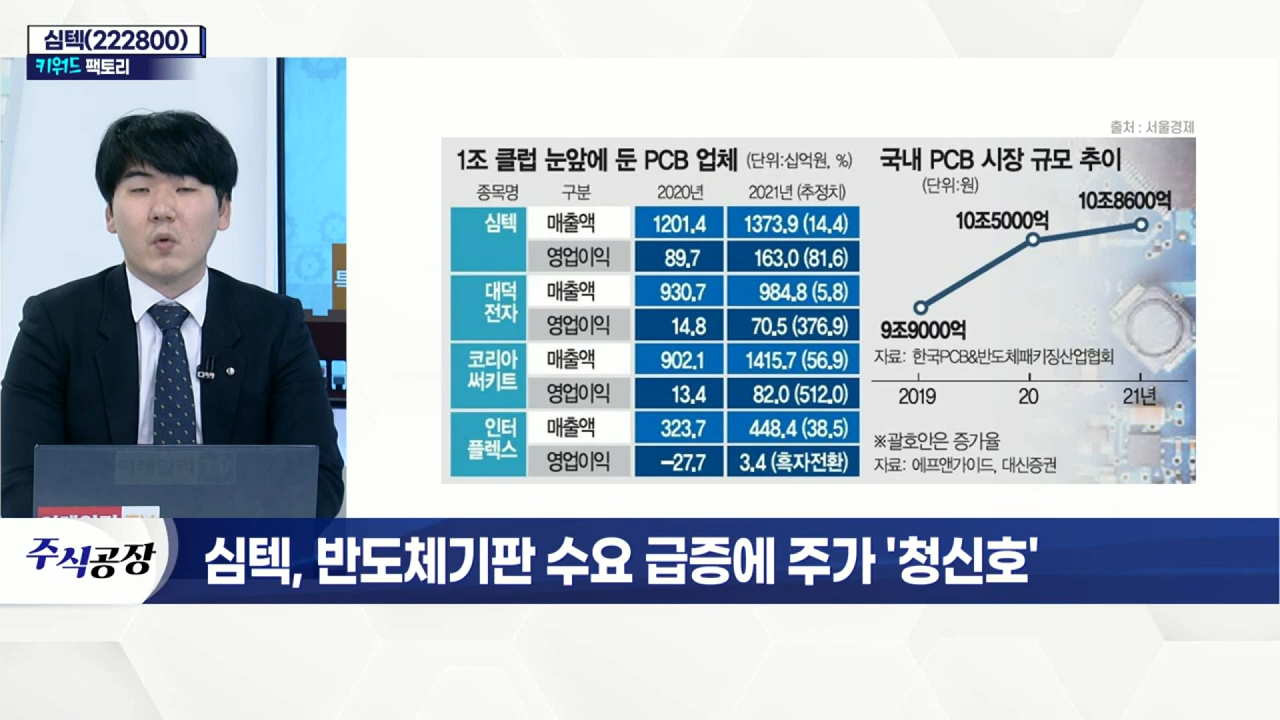 심텍(222800)
키워드 팩토리
출처 : 서울경제
1조 클럽 눈앞에 둔 PCB 업체 (단위:십억원, %)
종목명 구분 2020년 2021년 (추정치)
심텍 매출액 1201.4 1373.9 (14.4)
영업이익 89.7 163.0 (81.6)
대덕전자 매출액 930.7 984.8 (5.8)
영업이익 14.8 70.5 (376.9)
코리아써키트 매출액 902.1 1415.7 (56.9)
영업이익 13.4 82.0 (512.0)
인터플렉스 매출액 323.7 448.4 (38.5)
영업이익 -27.7 3.4 (흑자전환)
국내 PCB 시장 규모 추이
(단위:원)
10조8600억
10조5000억
9조9000억
자료: 한국PCB&반도체패키징산업협회
2019 20 21년
※괄호안은 증가율
자료: 에프앤가이드, 대신증권
주식공장
심텍, 반도체기판 수요 급증에 주가 '청신호'